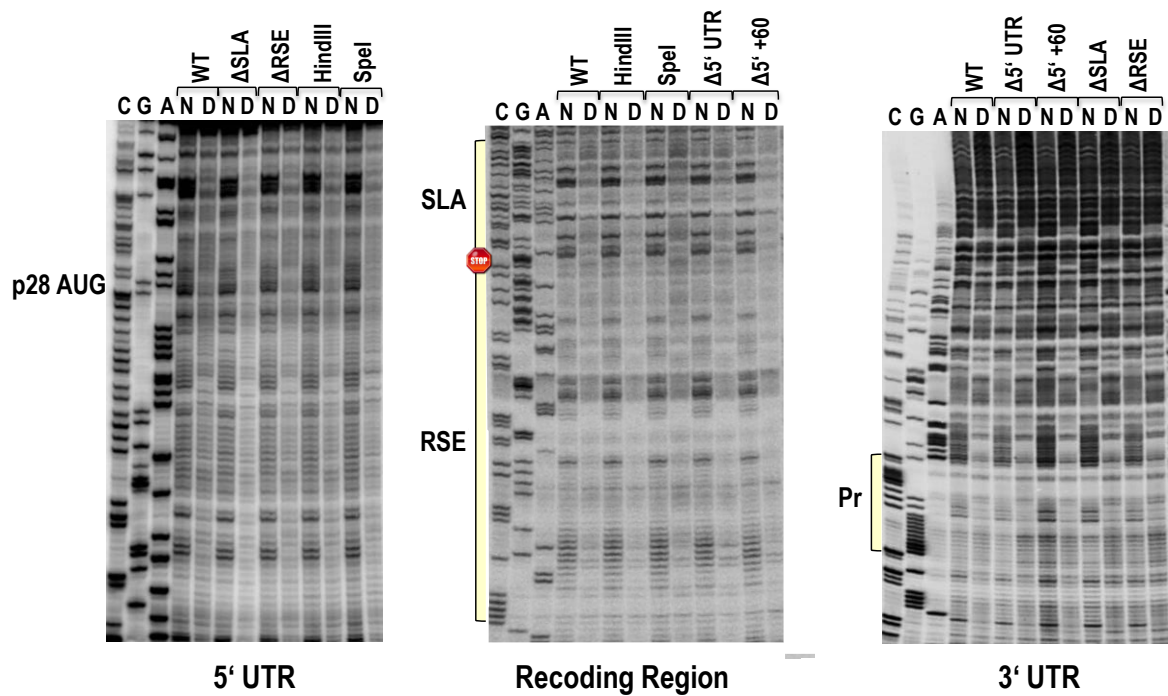 WT ΔSLA ΔRSE HindIII SpeI
C G A N D N D N D N D N D
p28 AUG
5‘ UTR
WT HindIII SpeI Δ5‘ UTR Δ5‘ +60
C G A N D N D N D N D N D
SLA
STOP
RSE
Recoding Region
WT Δ5‘ UTR Δ5‘ +60 ΔSLA ΔRSE
C G A N D N D N D N D N D
Pr
3‘ UTR